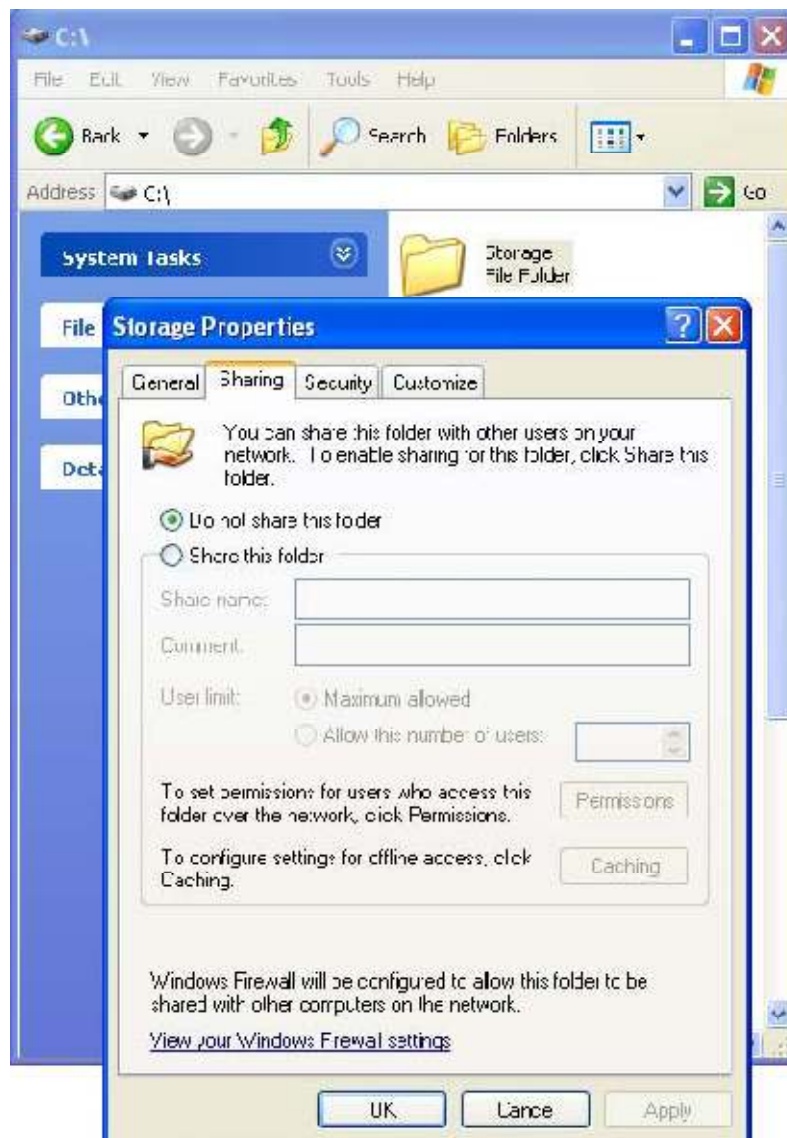 C:\
File Edit View Favorites Tools Help
Back Search Folders
Address C:\ Go
System Tasks
Storage
File Folder
File
Storage Properties
Othe
Deta
General Sharing Security Customize
You can share this folder with other users on your
network. To enable sharing for this folder, click Share this
folder.
Do not share this folder
Share this folder
Share name:
Comment:
User limit: Maximum allowed
Allow this number of users:
To set permissions for users who access this
folder over the network, click Permissions.
Permissions
To configure settings for offline access, click
Caching.
Caching
Windows Firewall will be configured to allow this folder to be
shared with other computers on the network.
View your Windows Firewall settings
OK Cancel Apply